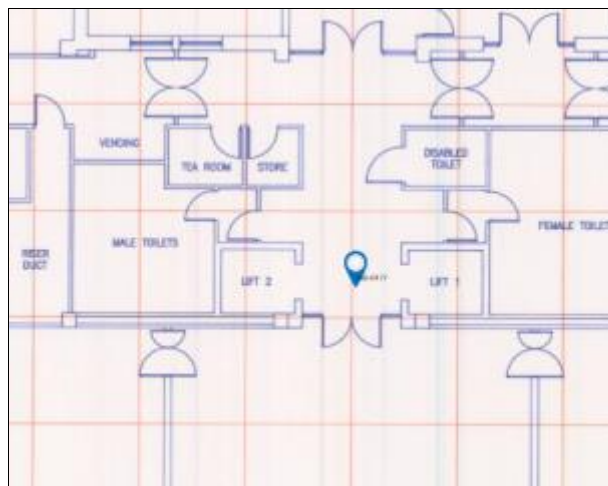 VENDING
TEA ROOM
STORE
DISABLED
TOILET
MALE TOILETS
FEMALE TOILET
RISER
DUCT
LIFT 2
LIFT 1